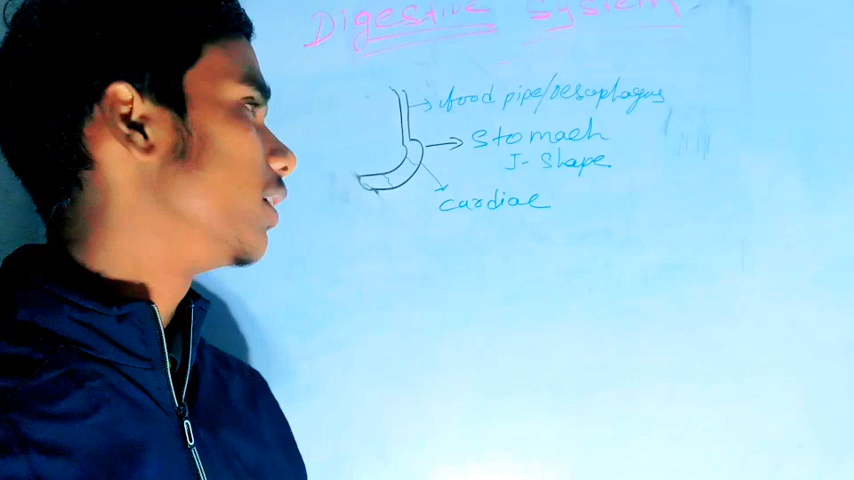 Digestive System
food pipe/Oesophagus
Stomach
J-Shape
cardiac